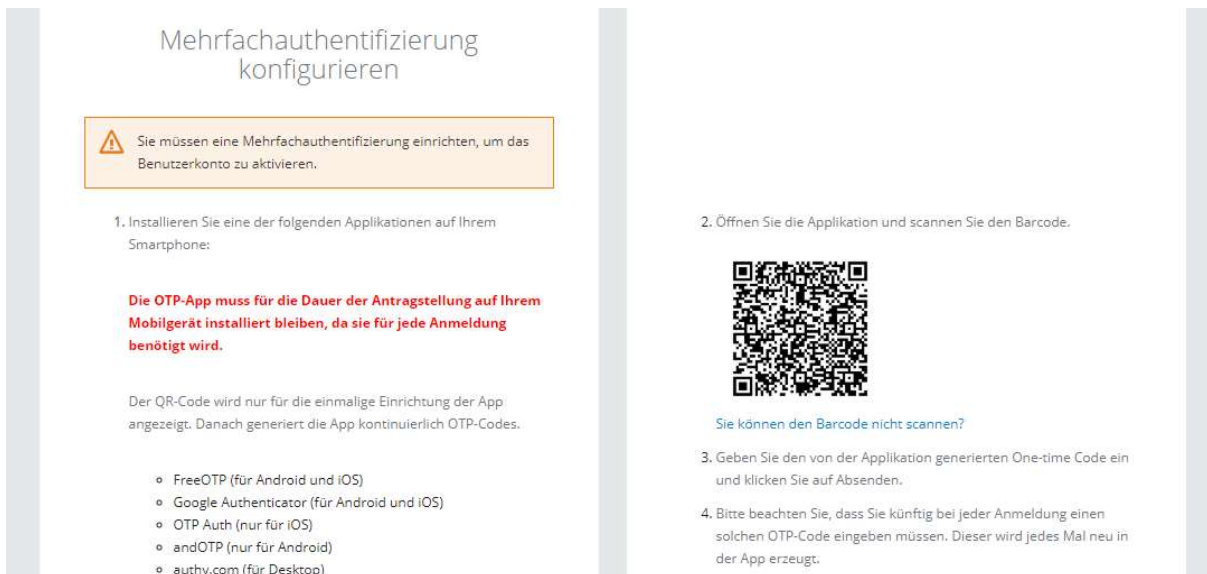 Mehrfachauthentifizierung
konfigurieren
Sie müssen eine Mehrfachauthentifizierung einrichten, um das
Benutzerkonto zu aktivieren.
1. Installieren Sie eine der folgenden Applikationen auf Ihrem
Smartphone:
Die OTP-App muss für die Dauer der Antragstellung auf Ihrem
Mobilgerät installiert bleiben, da sie für jede Anmeldung
benötigt wird.
Der QR-Code wird nur für die einmalige Einrichtung der App
angezeigt. Danach generiert die App kontinuierlich OTP-Codes.
FreeOTP (für Android und iOS)
Google Authenticator (für Android und iOS)
OTP Auth (nur für iOS)
andOTP (nur für Android)
authy.com (für Desktop)
2. Öffnen Sie die Applikation und scannen Sie den Barcode.
Sie können den Barcode nicht scannen?
3. Geben Sie den von der Applikation generierten One-time Code ein
und klicken Sie auf Absenden.
4. Bitte beachten Sie, dass Sie künftig bei jeder Anmeldung einen
solchen OTP-Code eingeben müssen. Dieser wird jedes Mal neu in
der App erzeugt.